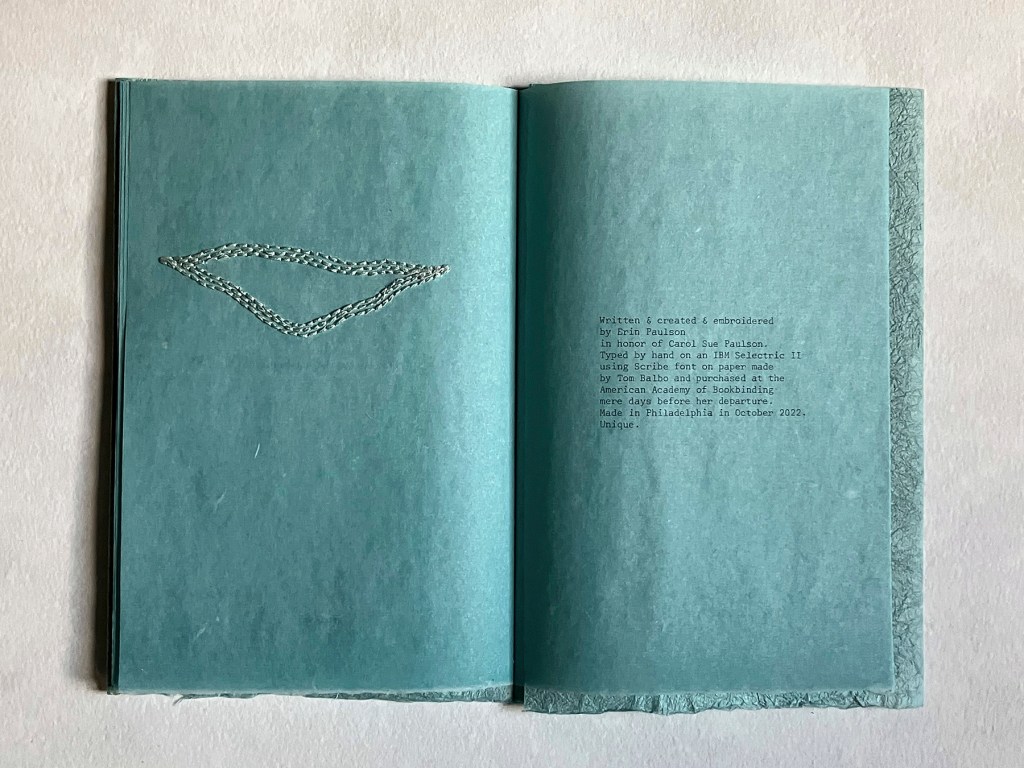 Written & created & embroidered
by Erin Paulson
in honor of Carol Sue Paulson.
Typed by hand on an IBM Selectric II
using Scribe font on paper made
by Tom Balbo and purchased at the
American Academy of Bookbinding
mere days before her departure.
Made in Philadelphia in October 2022.
Unique.